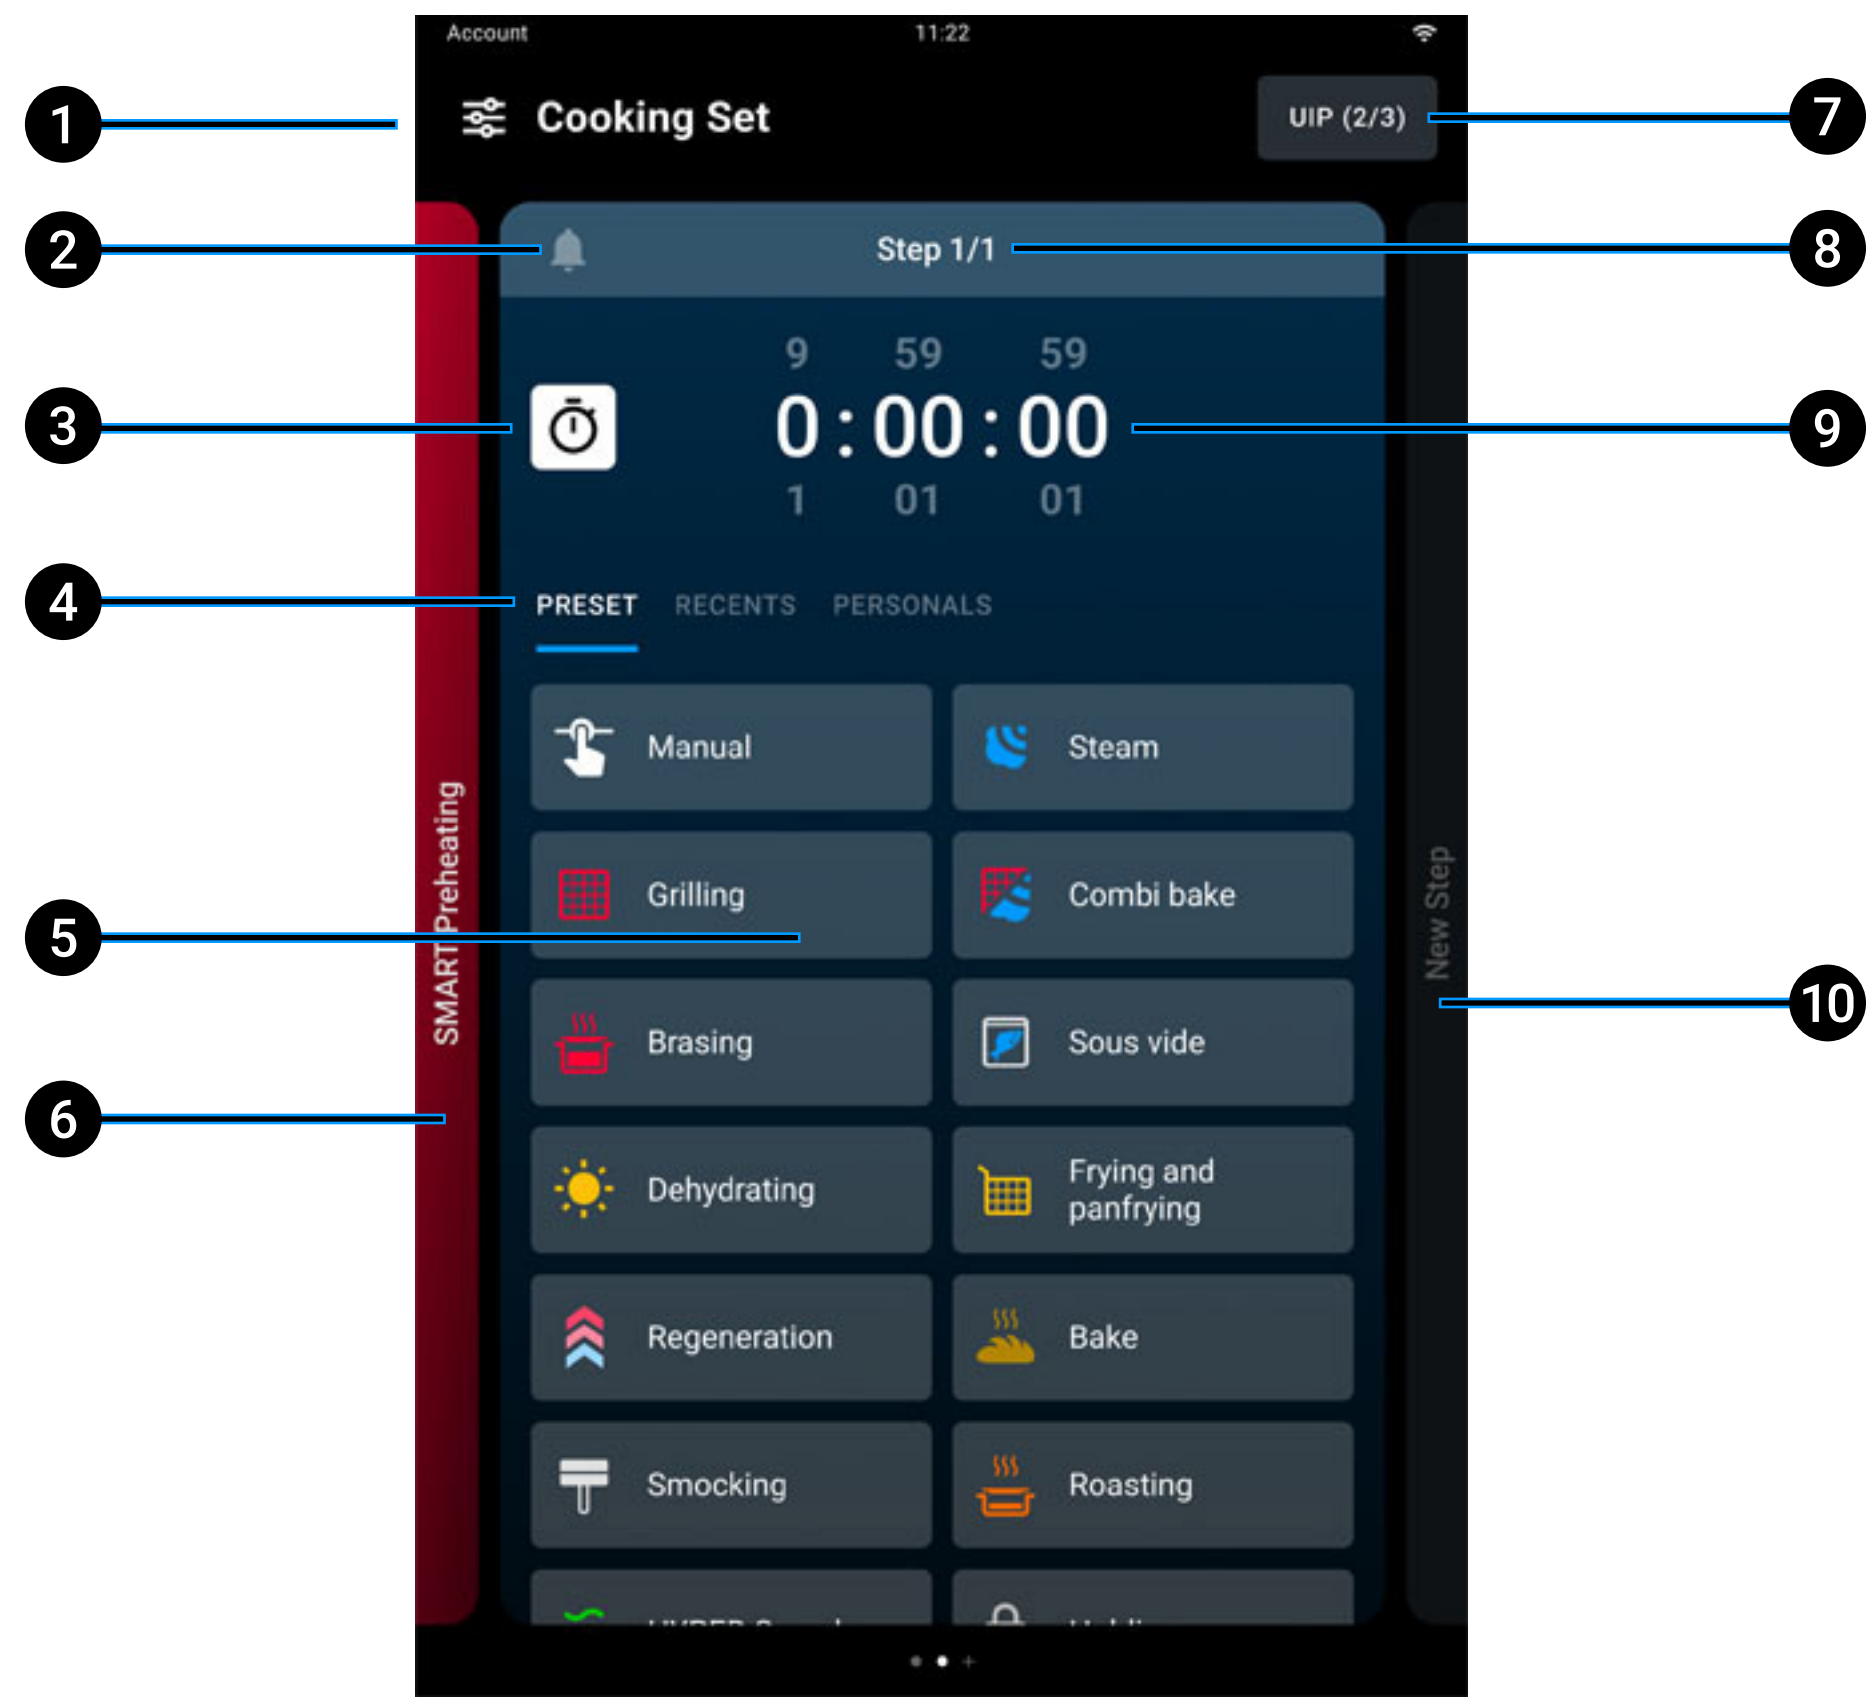 Account 11:22
1 Cooking Set UIP (2/3) 7
2 Step 1/1 8
9 59 59
3 0 : 00 : 00 9
1 01 01
4 PRESET RECENTS PERSONALS
Manual Steam
SMART Preheating
Grilling Combi bake
New Step
5
Brasing Sous vide
10
6
Dehydrating Frying and
panfrying
Regeneration Bake
Smocking Roasting